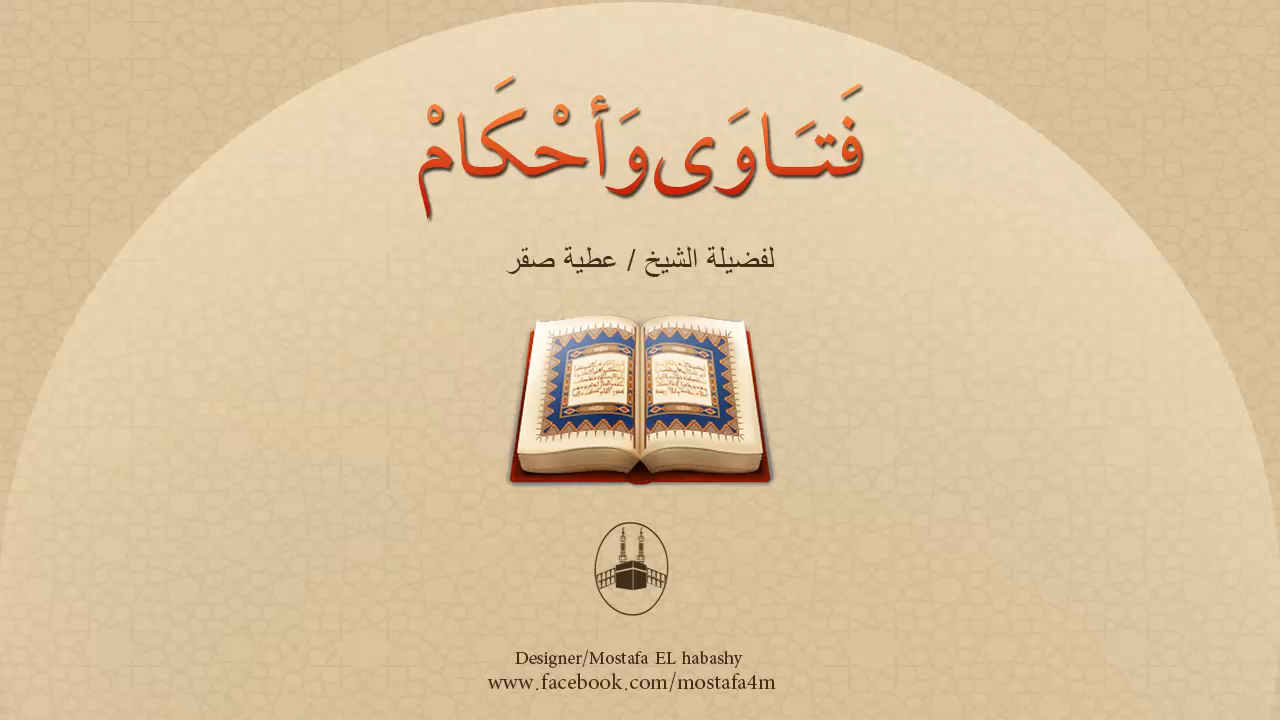 فَتَـاوَى وَأَحْكَامْ
لفضيلة الشيخ / عطية صقر
Designer/Mostafa EL habashy
www.facebook.com/mostafa4m